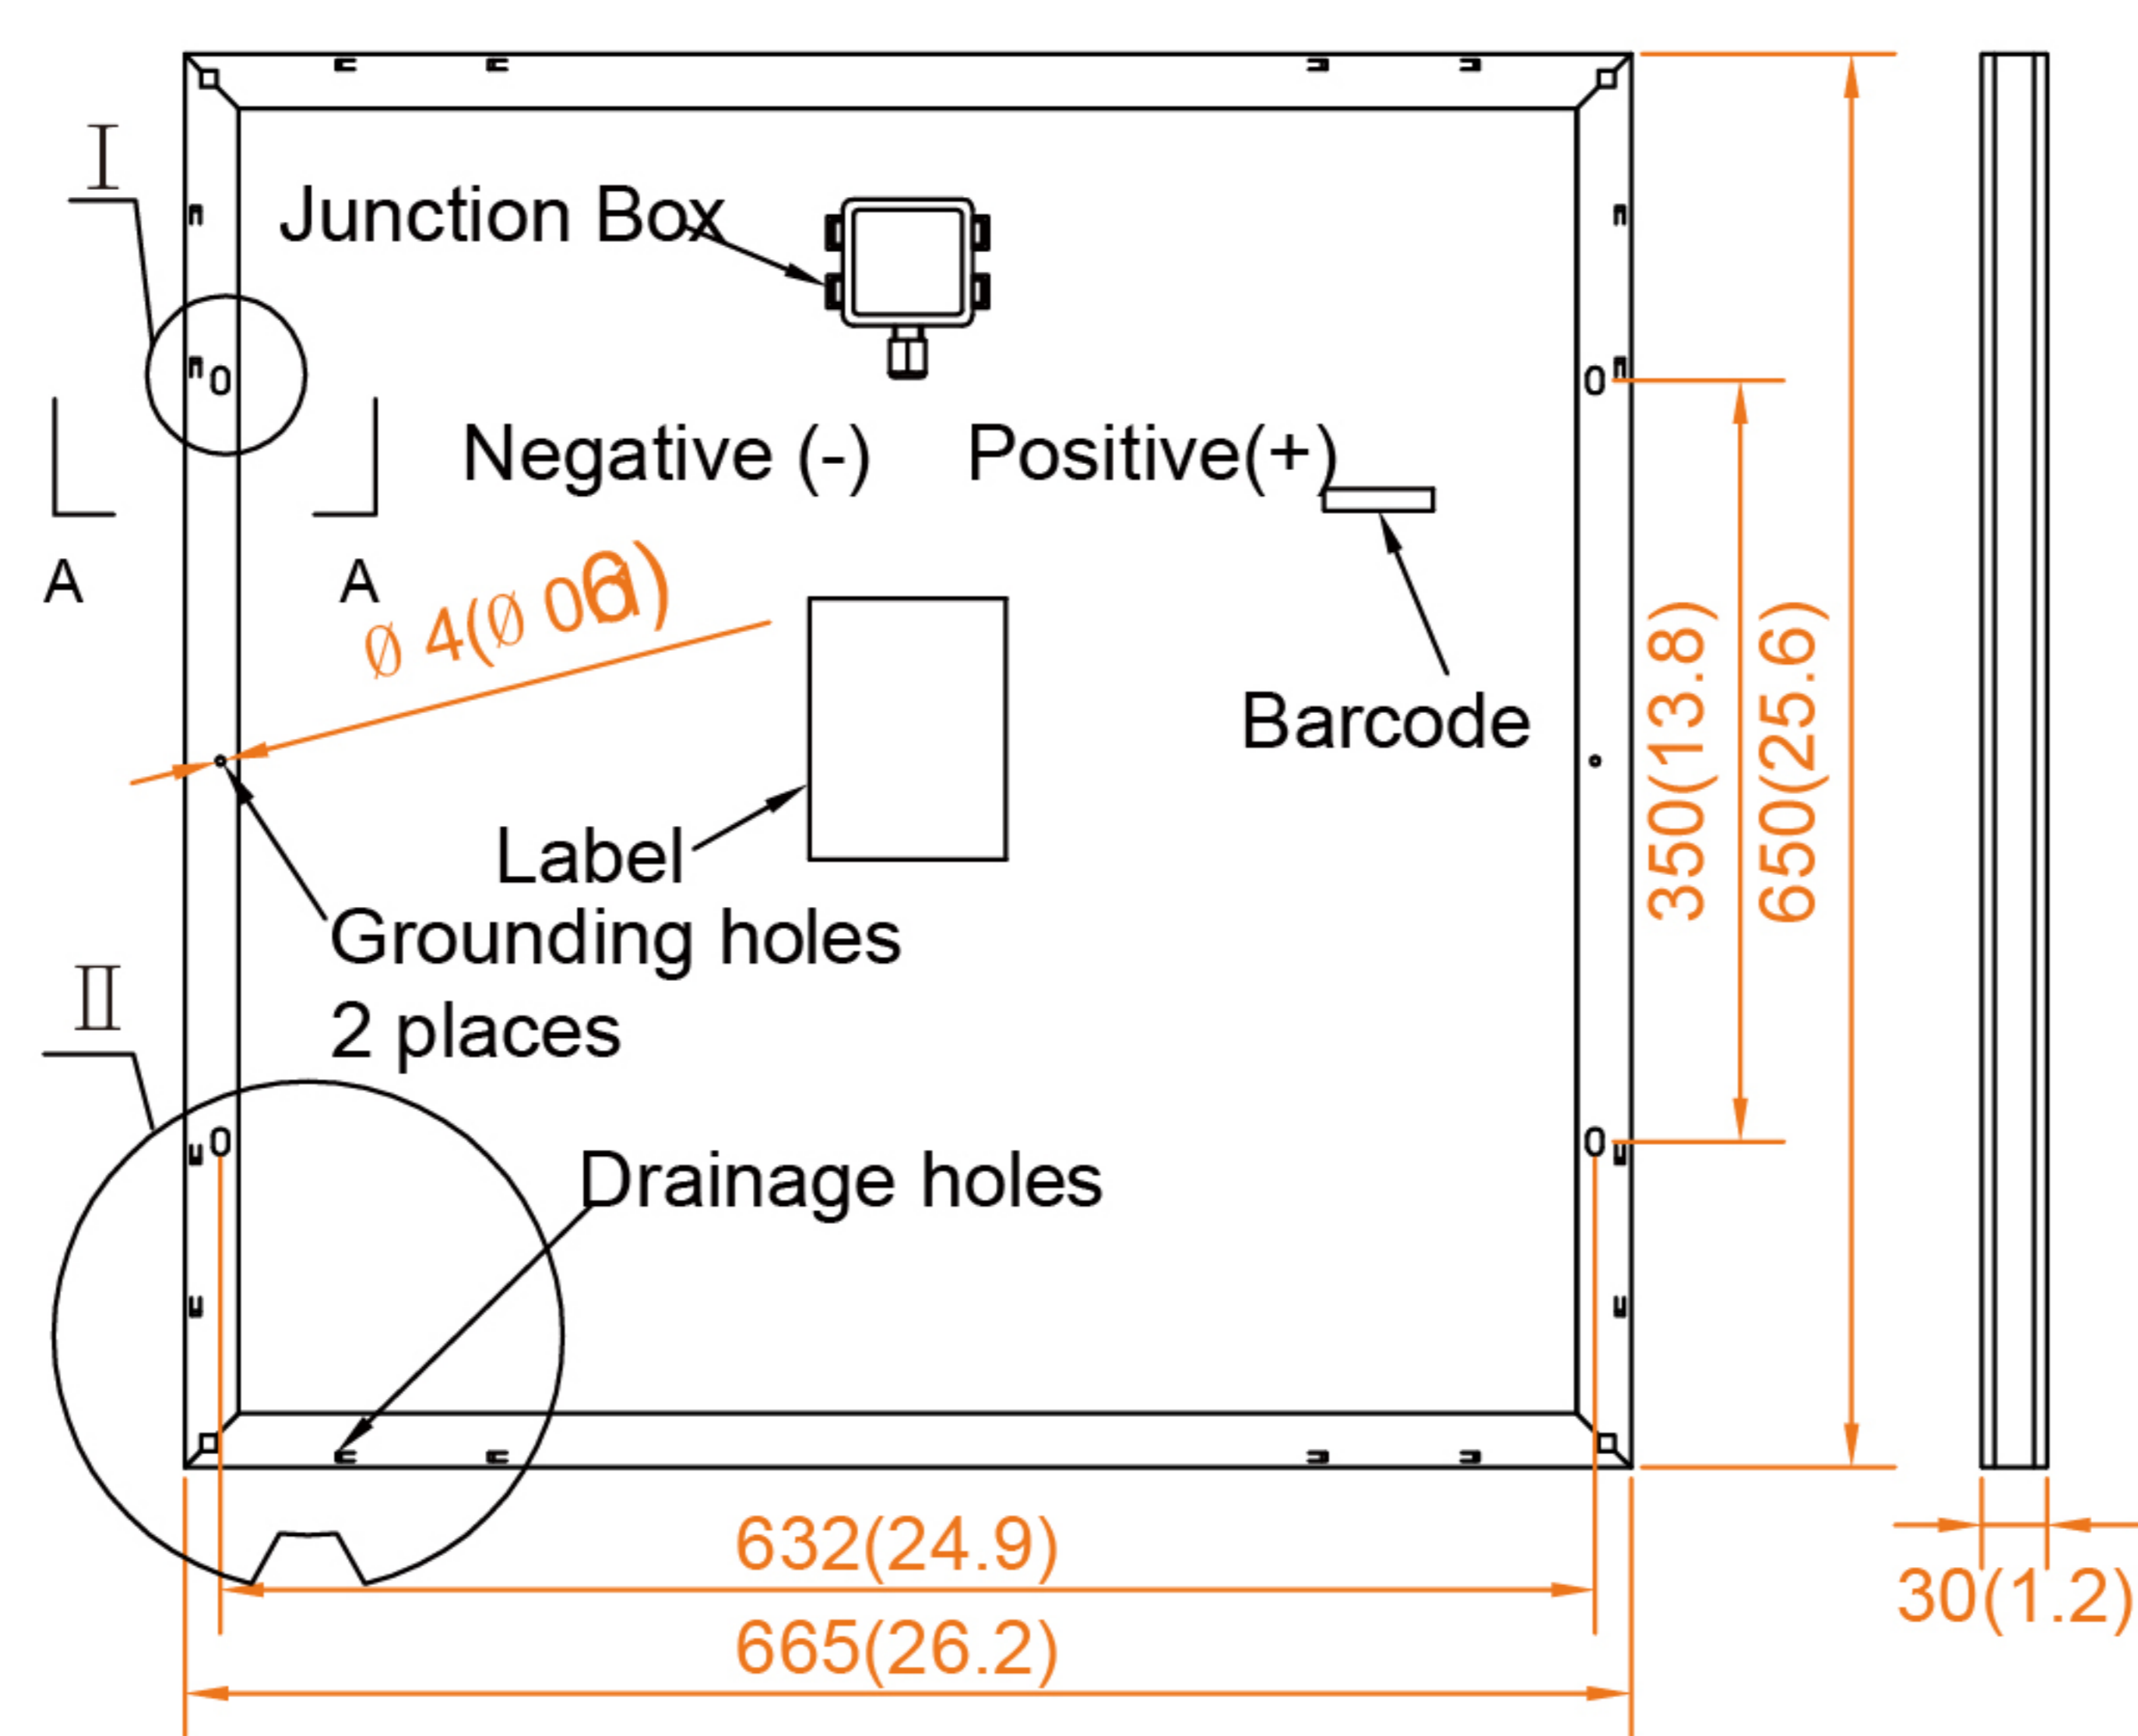 I
Junction Box
Negative (-) Positive(+)
A A
Ø 4(Ø
Barcode
350(13.8)
650(25.6)
Label
Grounding holes
2 places
II
Drainage holes
632(24.9)
30(1.2)
665(26.2)